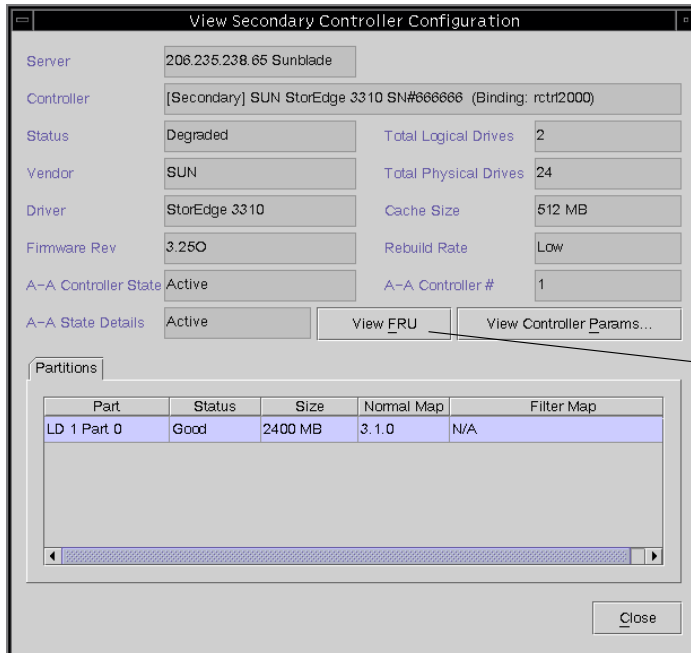 View Secondary Controller Configuration
Server 206.235.238.65 Sunblade
Controller [Secondary] SUN StorEdge 3310 SN#666666 (Binding: rctrl2000)
Status Degraded Total Logical Drives 2
Vendor SUN Total Physical Drives 24
Driver StorEdge 3310 Cache Size 512 MB
Firmware Rev 3.25O Rebuild Rate Low
A-A Controller State Active A-A Controller # 1
A-A State Details Active View FRU View Controller Params...
Partitions
Part Status Size Normal Map Filter Map
LD 1 Part 0 Good 2400 MB 3.1.0 N/A
Close